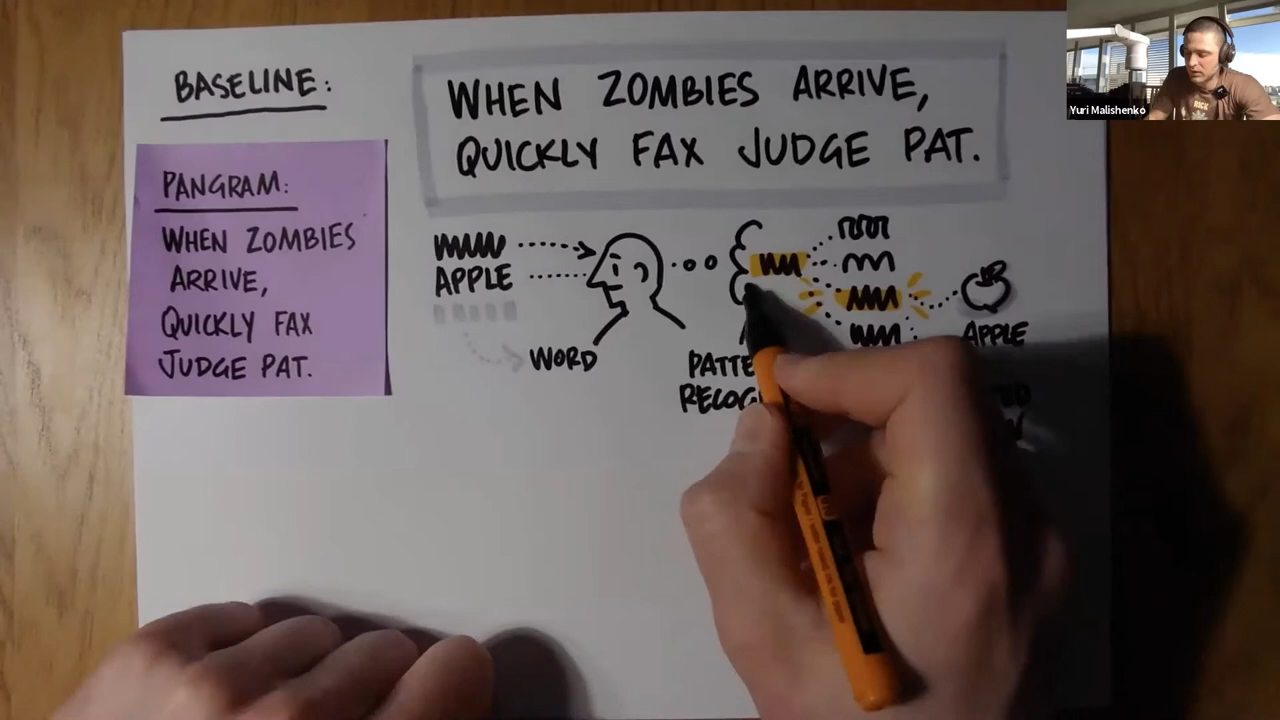 BASELINE:
PANGRAM:
WHEN ZOMBIES
ARRIVE,
QUICKLY FAX
JUDGE PAT.
WHEN ZOMBIES ARRIVE,
QUICKLY FAX JUDGE PAT.
APPLE
WORD
APPLE
Yuri Malishenko
RICK